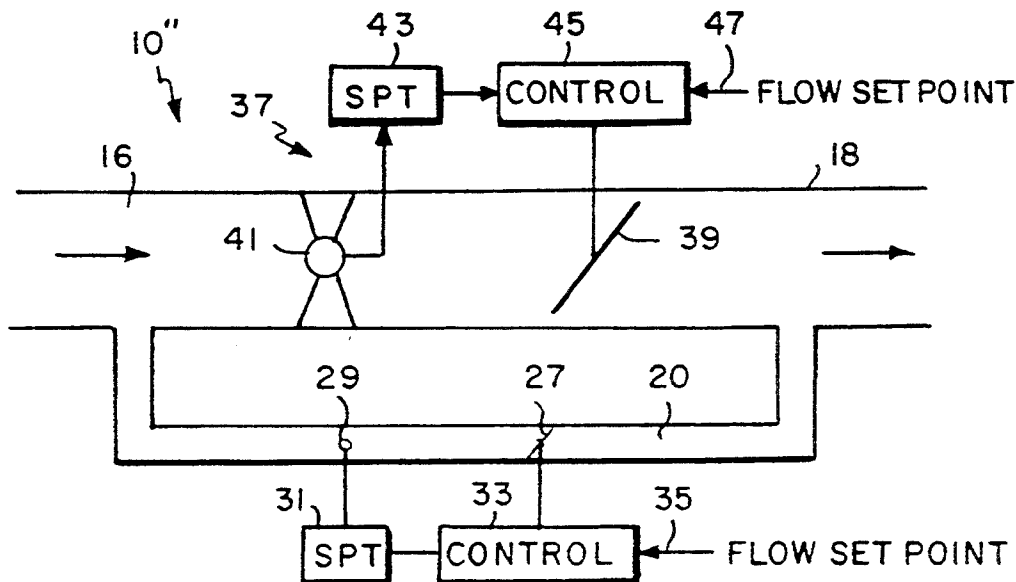 10"
43
45
47
SPT
CONTROL
FLOW SET POINT
37
16
18
41
39
29
27
20
31
33
35
SPT
CONTROL
FLOW SET POINT